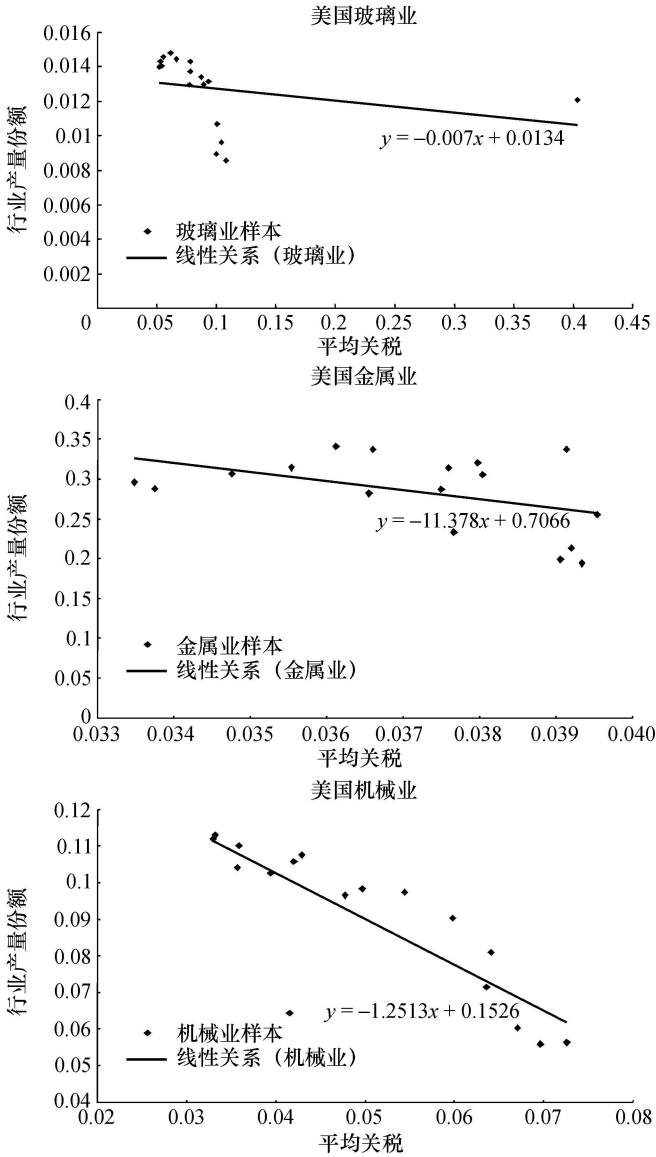 美国玻璃业
0.016
0.014
0.012
0.01
0.008
0.006
0.004
0.002
行业产量份额
y = –0.007x + 0.0134
玻璃业样本
线性关系（玻璃业）
0 0.05 0.1 0.15 0.2 0.25 0.3 0.35 0.4 0.45
平均关税
美国金属业
0.4
0.35
0.3
0.25
0.2
0.15
0.1
0.05
0
行业产量份额
y = –11.378x + 0.7066
金属业样本
线性关系（金属业）
0.033 0.034 0.035 0.036 0.037 0.038 0.039 0.040
平均关税
美国机械业
0.12
0.11
0.1
0.09
0.08
0.07
0.06
0.05
0.04
行业产量份额
y = –1.2513x + 0.1526
机械业样本
线性关系（机械业）
0.02 0.03 0.04 0.05 0.06 0.07 0.08
平均关税